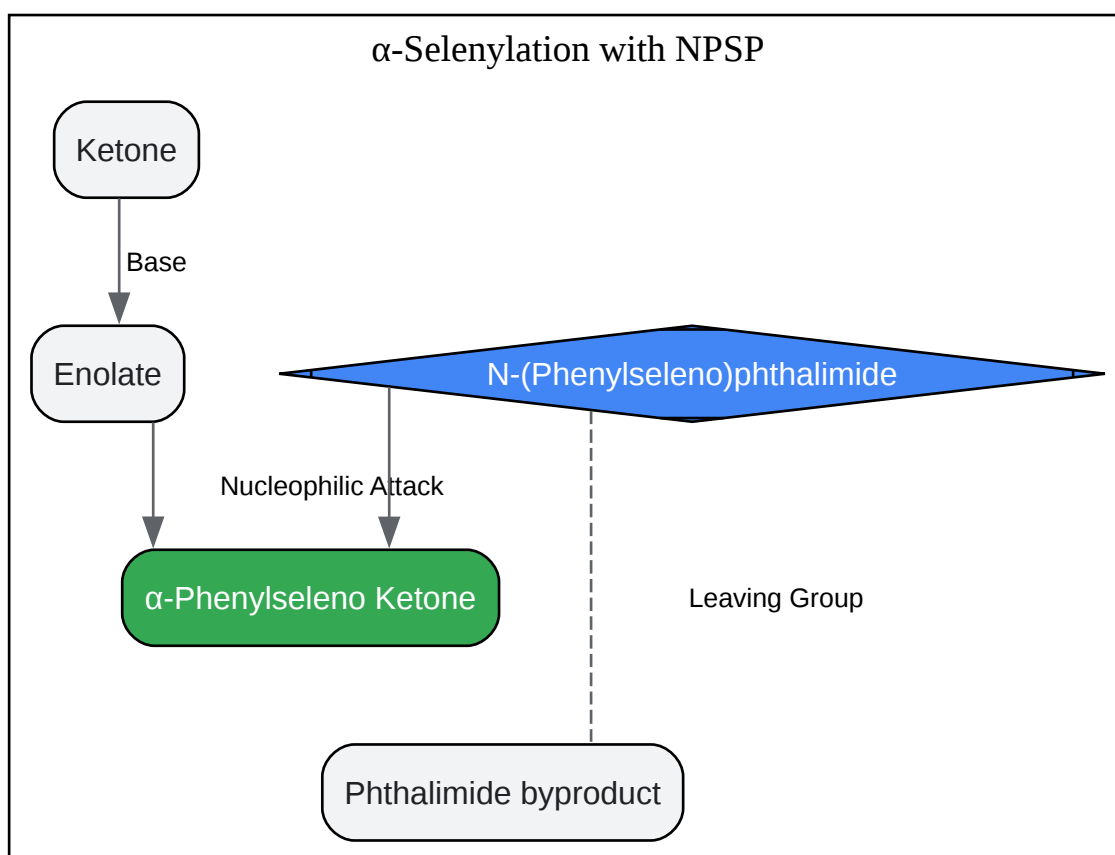 α-Selenylation with NPSP
Ketone
Base
Enolate
N-(Phenylseleno)phthalimide
Nucleophilic Attack
α-Phenylseleno Ketone
Leaving Group
Phthalimide byproduct